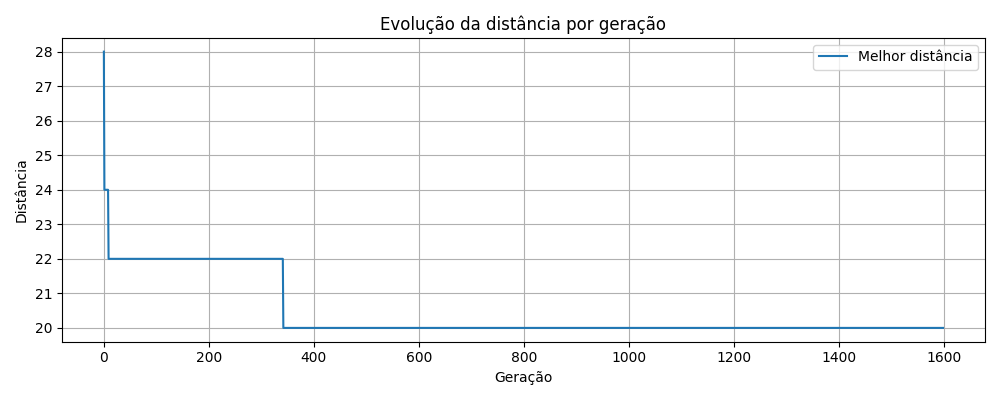 Evolução da distância por geração
Melhor distância
Distância
28
27
26
25
24
23
22
21
20
0 200 400 600 800 1000 1200 1400 1600
Geração